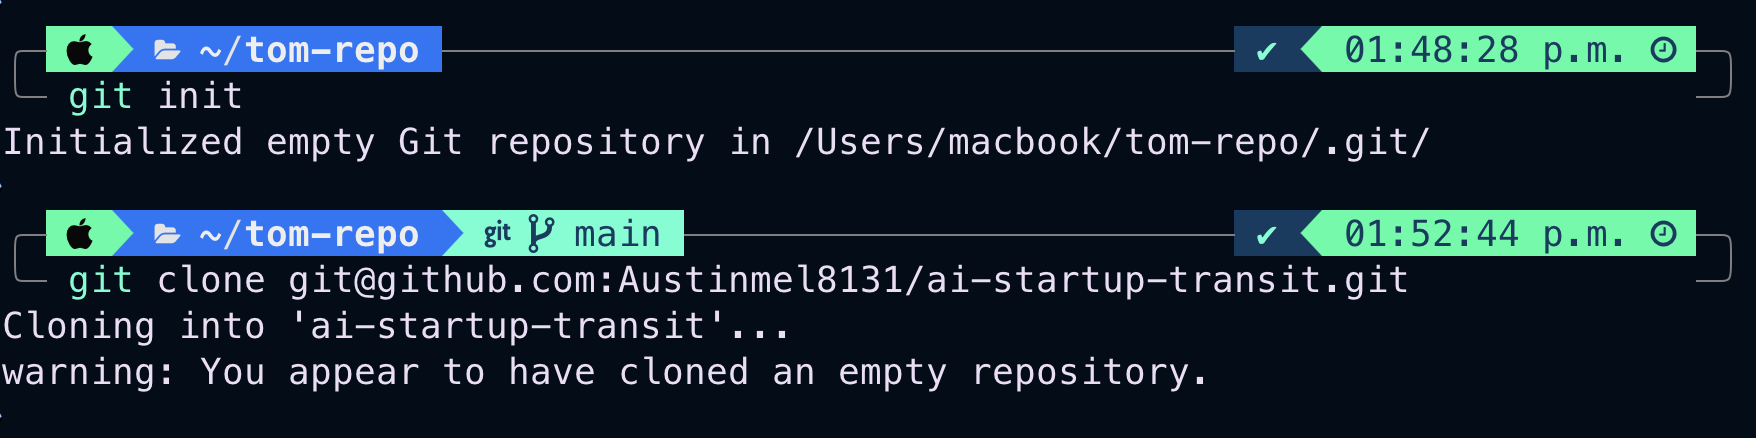 ~/tom-repo ✔ 01:48:28 p.m.
git init
Initialized empty Git repository in /Users/macbook/tom-repo/.git/
~/tom-repo git main ✔ 01:52:44 p.m.
git clone git@github.com:Austinmel8131/ai-startup-transit.git
Cloning into 'ai-startup-transit'...
warning: You appear to have cloned an empty repository.